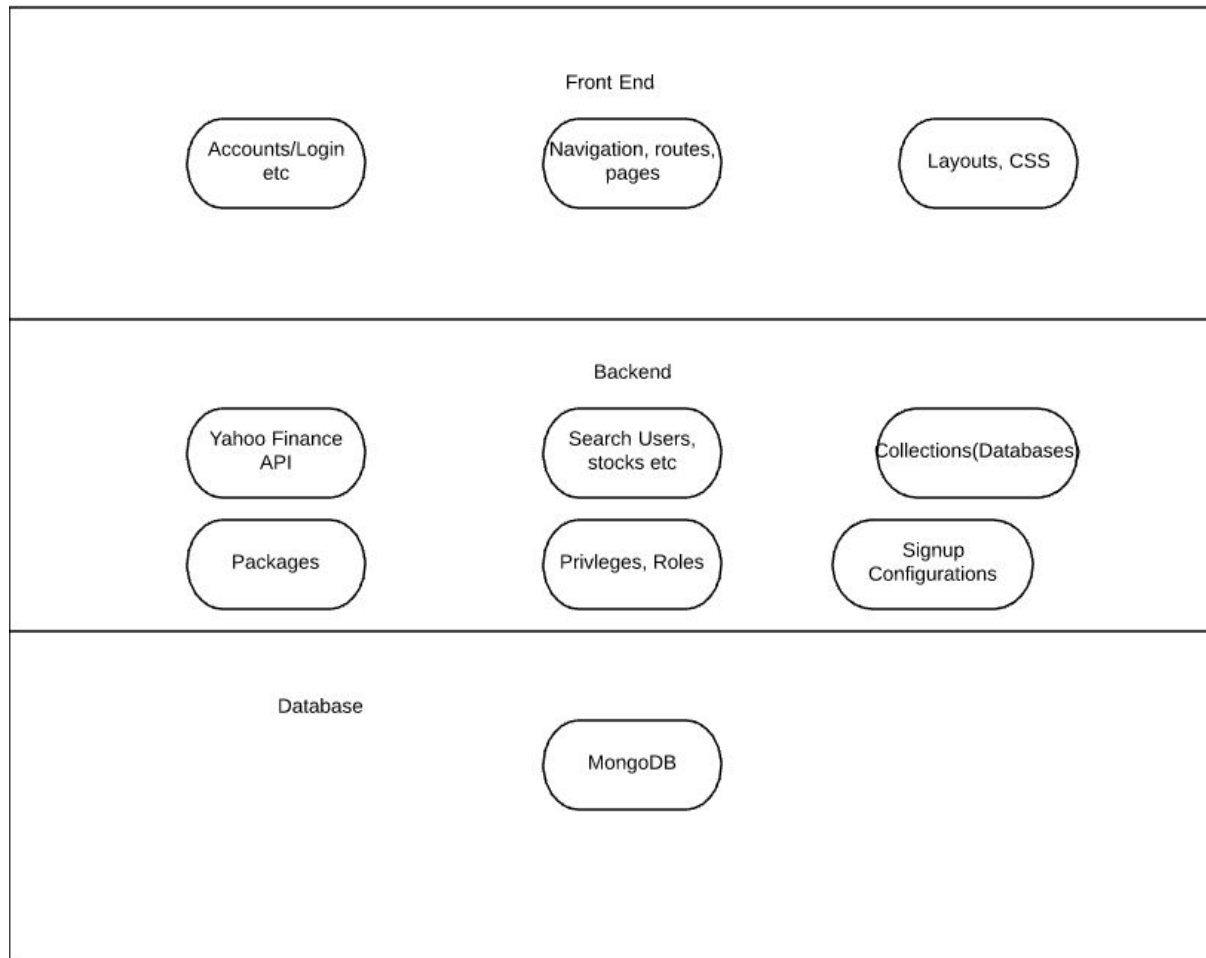 Front End
Accounts/Login
etc
Navigation, routes,
pages
Layouts, CSS
Backend
Yahoo Finance
API
Search Users,
stocks etc
Collections(Databases)
Packages
Privleges, Roles
Signup
Configurations
Database
MongoDB